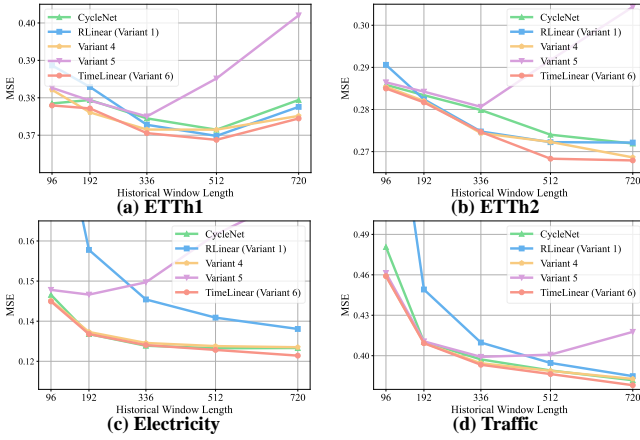 0.40
0.39
0.38
0.37
MSE
CycleNet
RLinear (Variant 1)
Variant 4
Variant 5
TimeLinear (Variant 6)
96 192 336 512 720
Historical Window Length
(a) ETTh1
0.30
0.29
0.28
0.27
MSE
CycleNet
RLinear (Variant 1)
Variant 4
Variant 5
TimeLinear (Variant 6)
96 192 336 512 720
Historical Window Length
(b) ETTh2
0.16
0.15
0.14
0.12
MSE
CycleNet
RLinear (Variant 1)
Variant 4
Variant 5
TimeLinear (Variant 6)
96 192 336 512 720
Historical Window Length
(c) Electricity
0.49
0.46
0.43
0.40
MSE
CycleNet
RLinear (Variant 1)
Variant 4
Variant 5
TimeLinear (Variant 6)
96 192 336 512 720
Historical Window Length
(d) Traffic